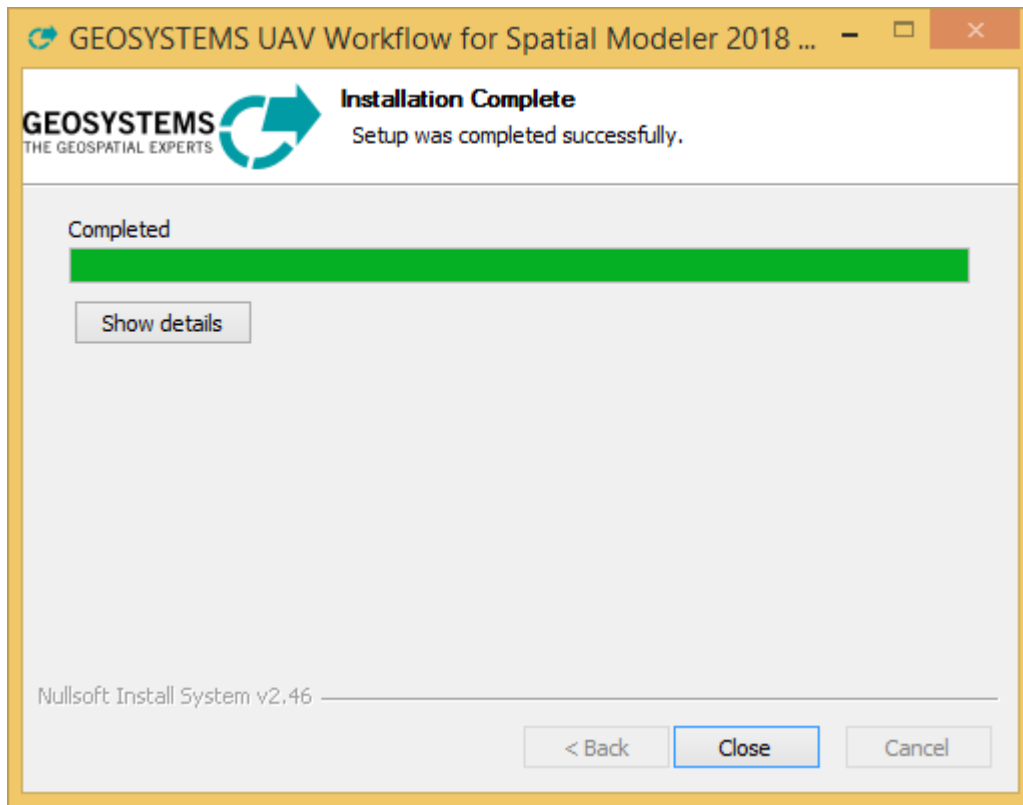 GEOSYSTEMS UAV Workflow for Spatial Modeler 2018 ...
GEOSYSTEMS
THE GEOSPATIAL EXPERTS
Installation Complete
Setup was completed successfully.
Completed
Show details
Nullsoft Install System v2.46
< Back
Close
Cancel